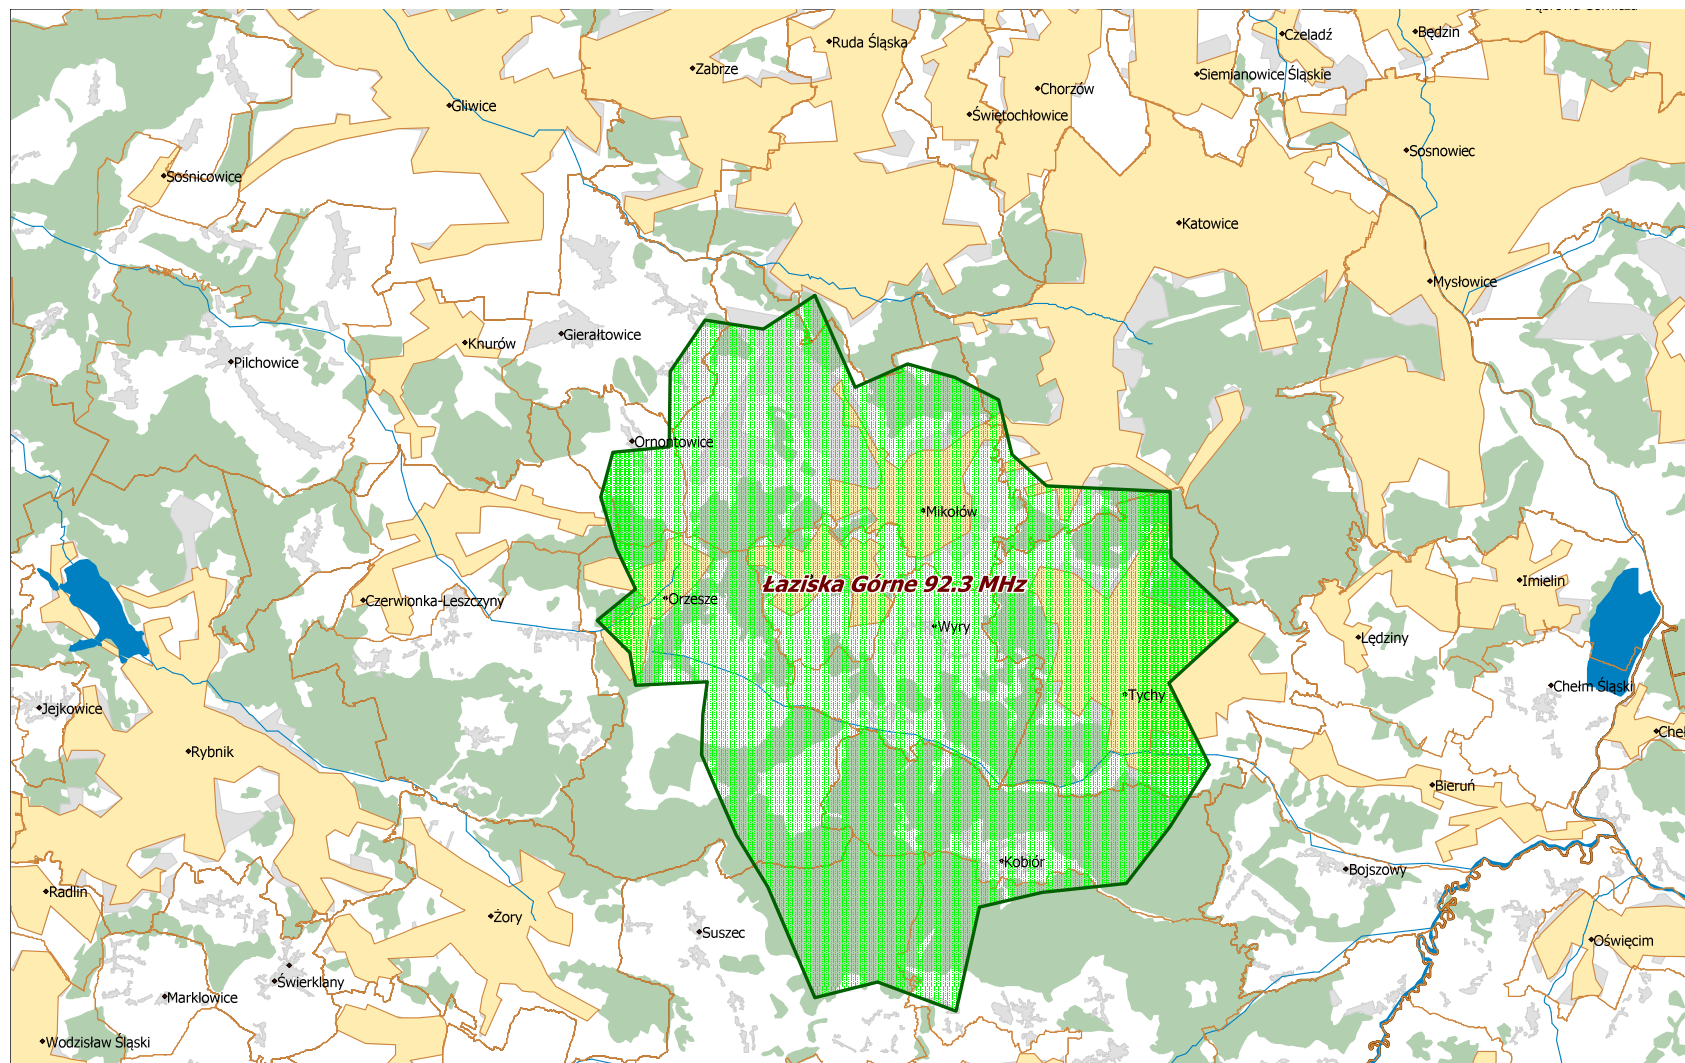 Będzin
Czeladź
Ruda Śląska
Zabrze
Siemianowice Śląskie
Chorzów
Gliwice
Świętochłowice
Sosnowiec
Sośnicowice
Katowice
Mysłowice
Gierałtowice
Knurów
Pilchowice
Ornontowice
Mikołów
Łaziska Górne 92.3 MHz
Imielin
Orzesze
Czerwionka-Leszczyny
Wyry
Lędziny
Chełm Śląski
Tychy
Jejkowice
Rybnik
Bieruń
Kobiór
Bojszowy
Radlin
Żory
Suszec
Oświęcim
Świerklany
Marklowice
Wodzisław Śląski